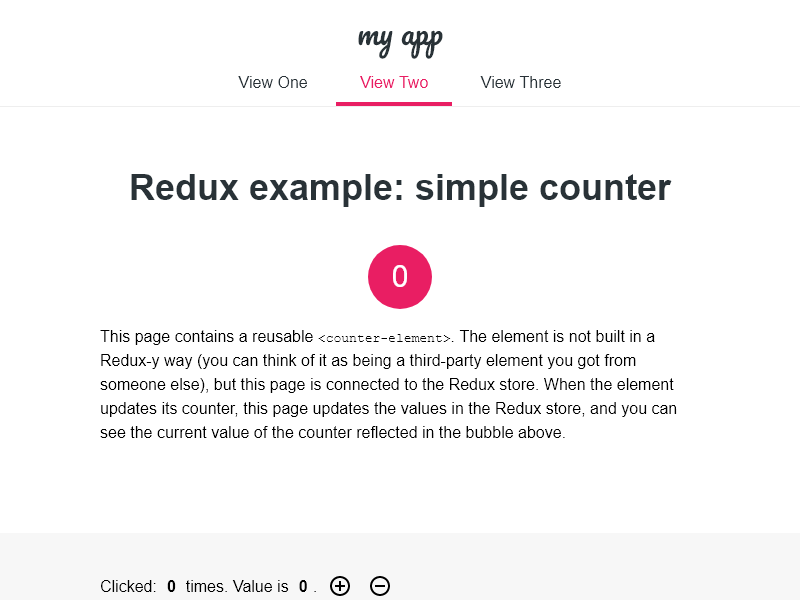 my app
View One View Two View Three
Redux example: simple counter
0
This page contains a reusable <counter-element>. The element is not built in a
Redux-y way (you can think of it as being a third-party element you got from
someone else), but this page is connected to the Redux store. When the element
updates its counter, this page updates the values in the Redux store, and you can
see the current value of the counter reflected in the bubble above.
Clicked: 0 times. Value is 0 .